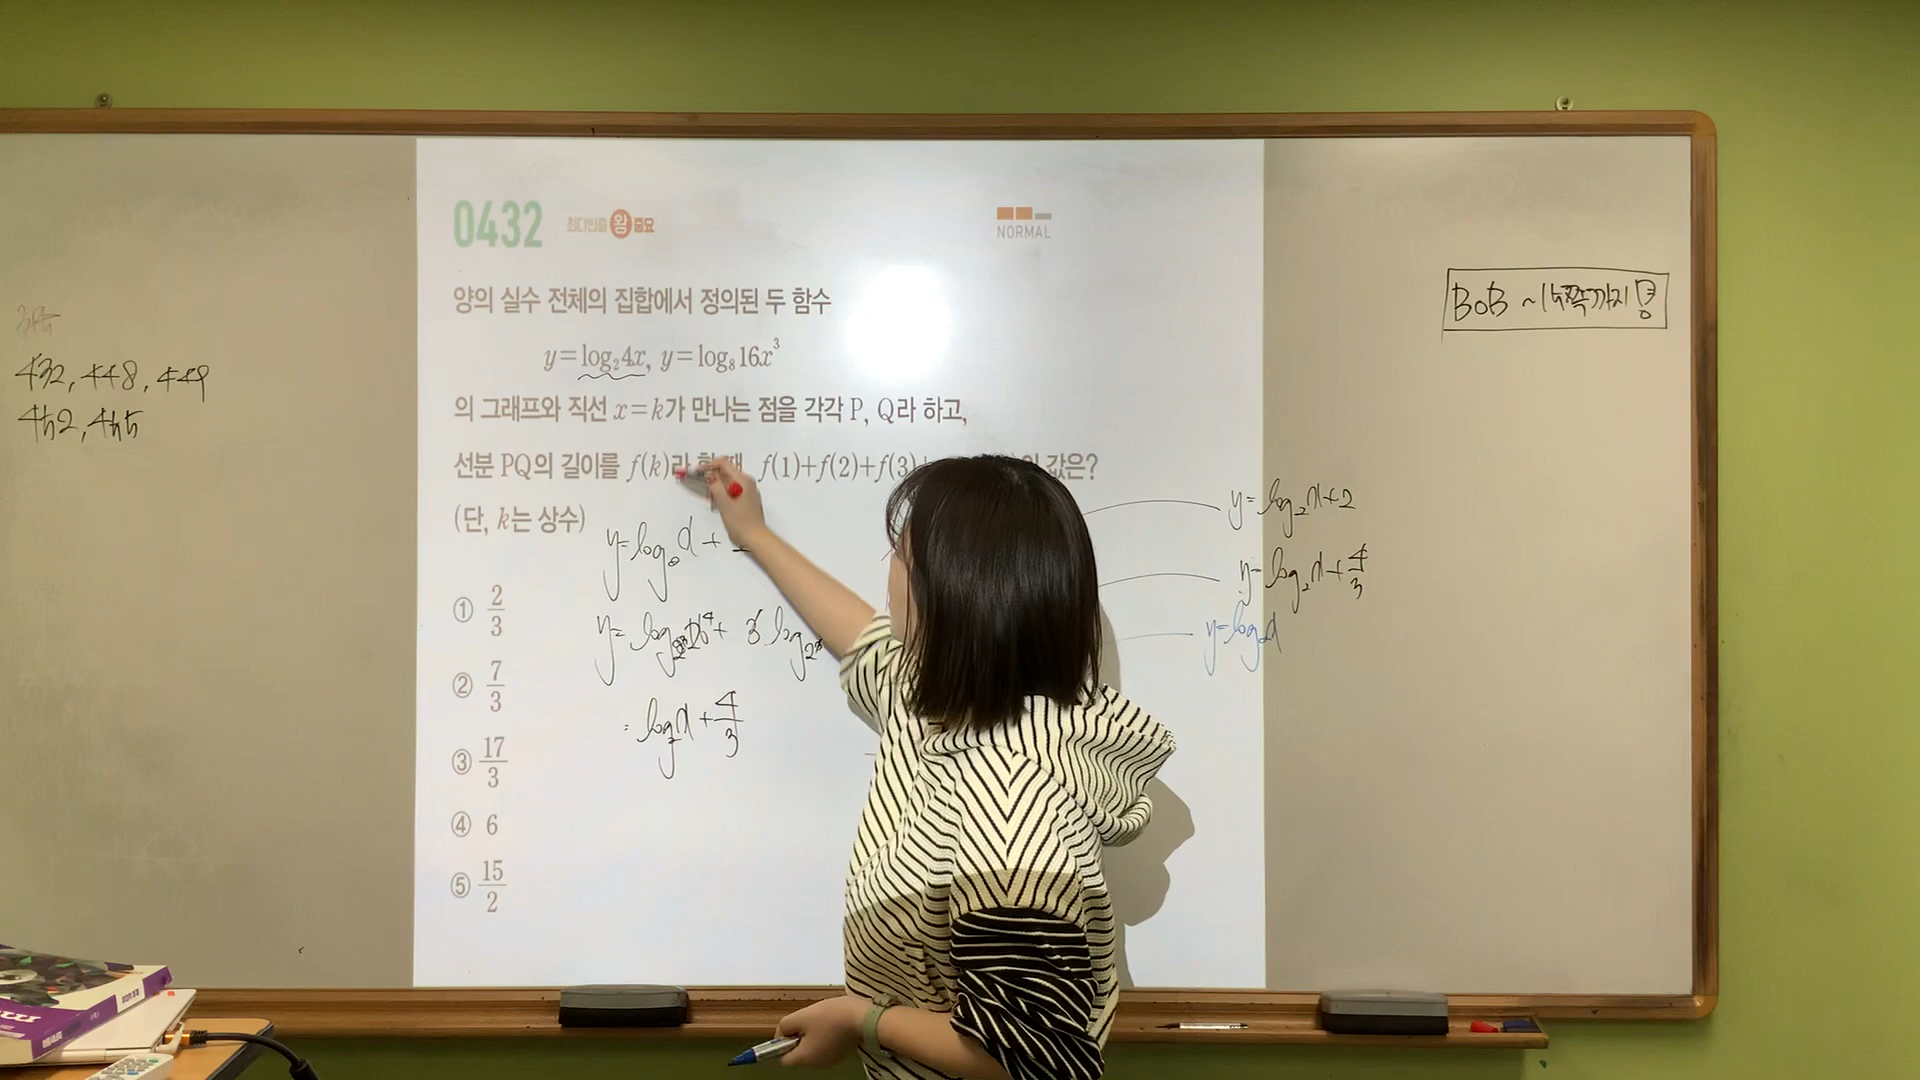 0432 최다빈출 왕 중요
NORMAL
양의 실수 전체의 집합에서 정의된 두 함수
y=log₂4x, y=log₈16x³
의 그래프와 직선 x=k가 만나는 점을 각각 P, Q라 하고,
선분 PQ의 길이를 f(k)라 할 때, f(1)+f(2)+f(3)+ 값은?
(단, k는 상수)
① 2/3
② 7/3
③ 17/3
④ 6
⑤ 15/2
432, 448, 449
452, 455
= log₂x + 4/3
y= log₂x+2
y= log₂x+4/3
y=log₂x
BOB ~14쪽까지